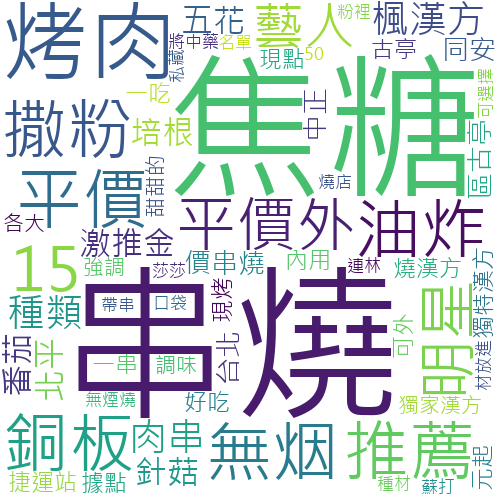 烤肉
撒粉
平價
五花
私藏
將中藥
名單
粉裡
藝人
現點
50
楓漢方
古亭
同安
可選擇
一吃
培根
甜甜的
中正
焦糖
燒店
區古亭
各大
激推金
平價外
油炸
15
強調
莎莎
價串燒
內用
連林
燒漢方
獨特漢方
材放進
種類
帶串
口袋
現烤
串燒
明星
可外
番茄
北平
一串
調味
台北
無煙燒
好吃
獨家漢方
銅板
肉串
無烟
推薦
元起
捷運站
據點
針菇
種材
蘇打